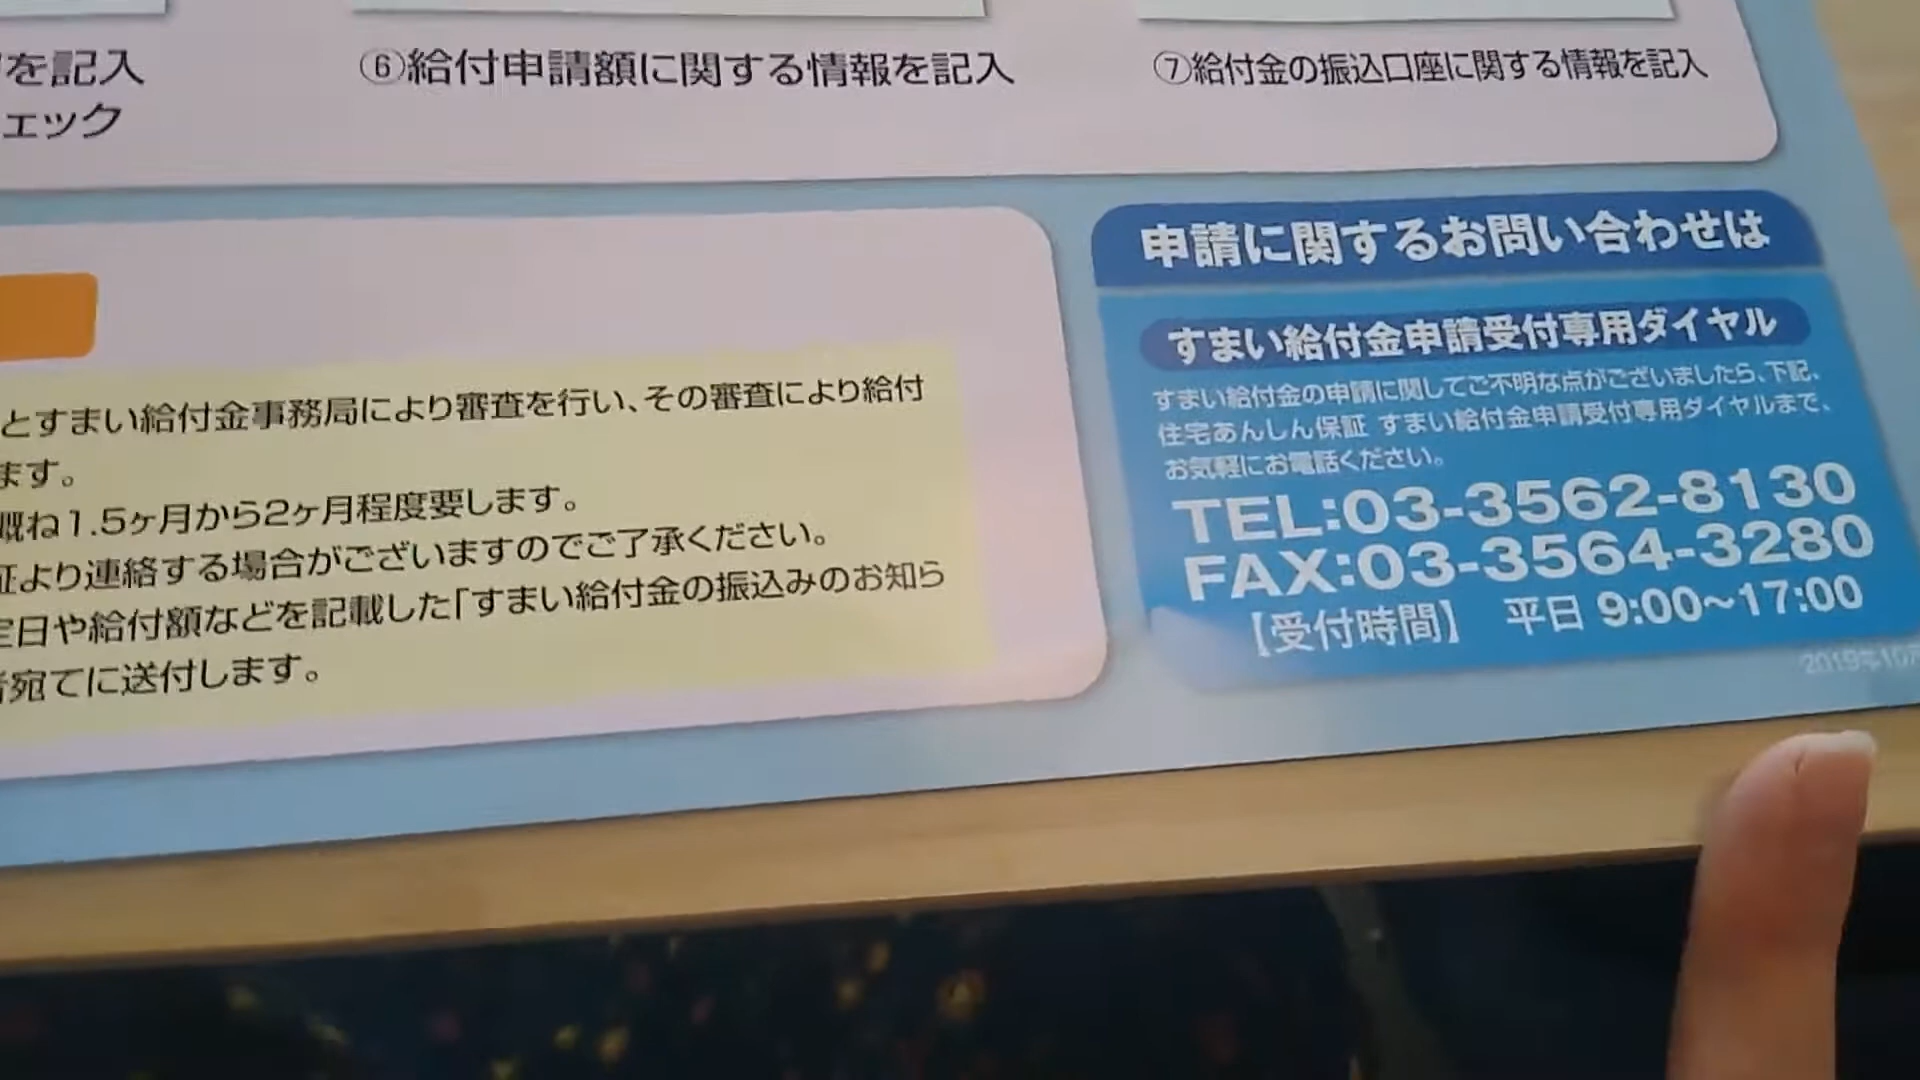 を記入
ェック
⑥給付申請額に関する情報を記入
⑦給付金の振込口座に関する情報を記入
とすまい給付金事務局により審査を行い、その審査により給付
ます。
概ね1.5ヶ月から2ヶ月程度要します。
証より連絡する場合がございますのでご了承ください。
定日や給付額などを記載した「すまい給付金の振込みのお知ら
者宛てに送付します。
申請に関するお問い合わせは
すまい給付金申請受付専用ダイヤル
すまい給付金の申請に関してご不明な点がございましたら、下記、
住宅あんしん保証 すまい給付金申請受付専用ダイヤルまで、
お気軽にお電話ください。
TEL:03-3562-8130
FAX:03-3564-3280
【受付時間】 平日 9:00~17:00
2019年10月